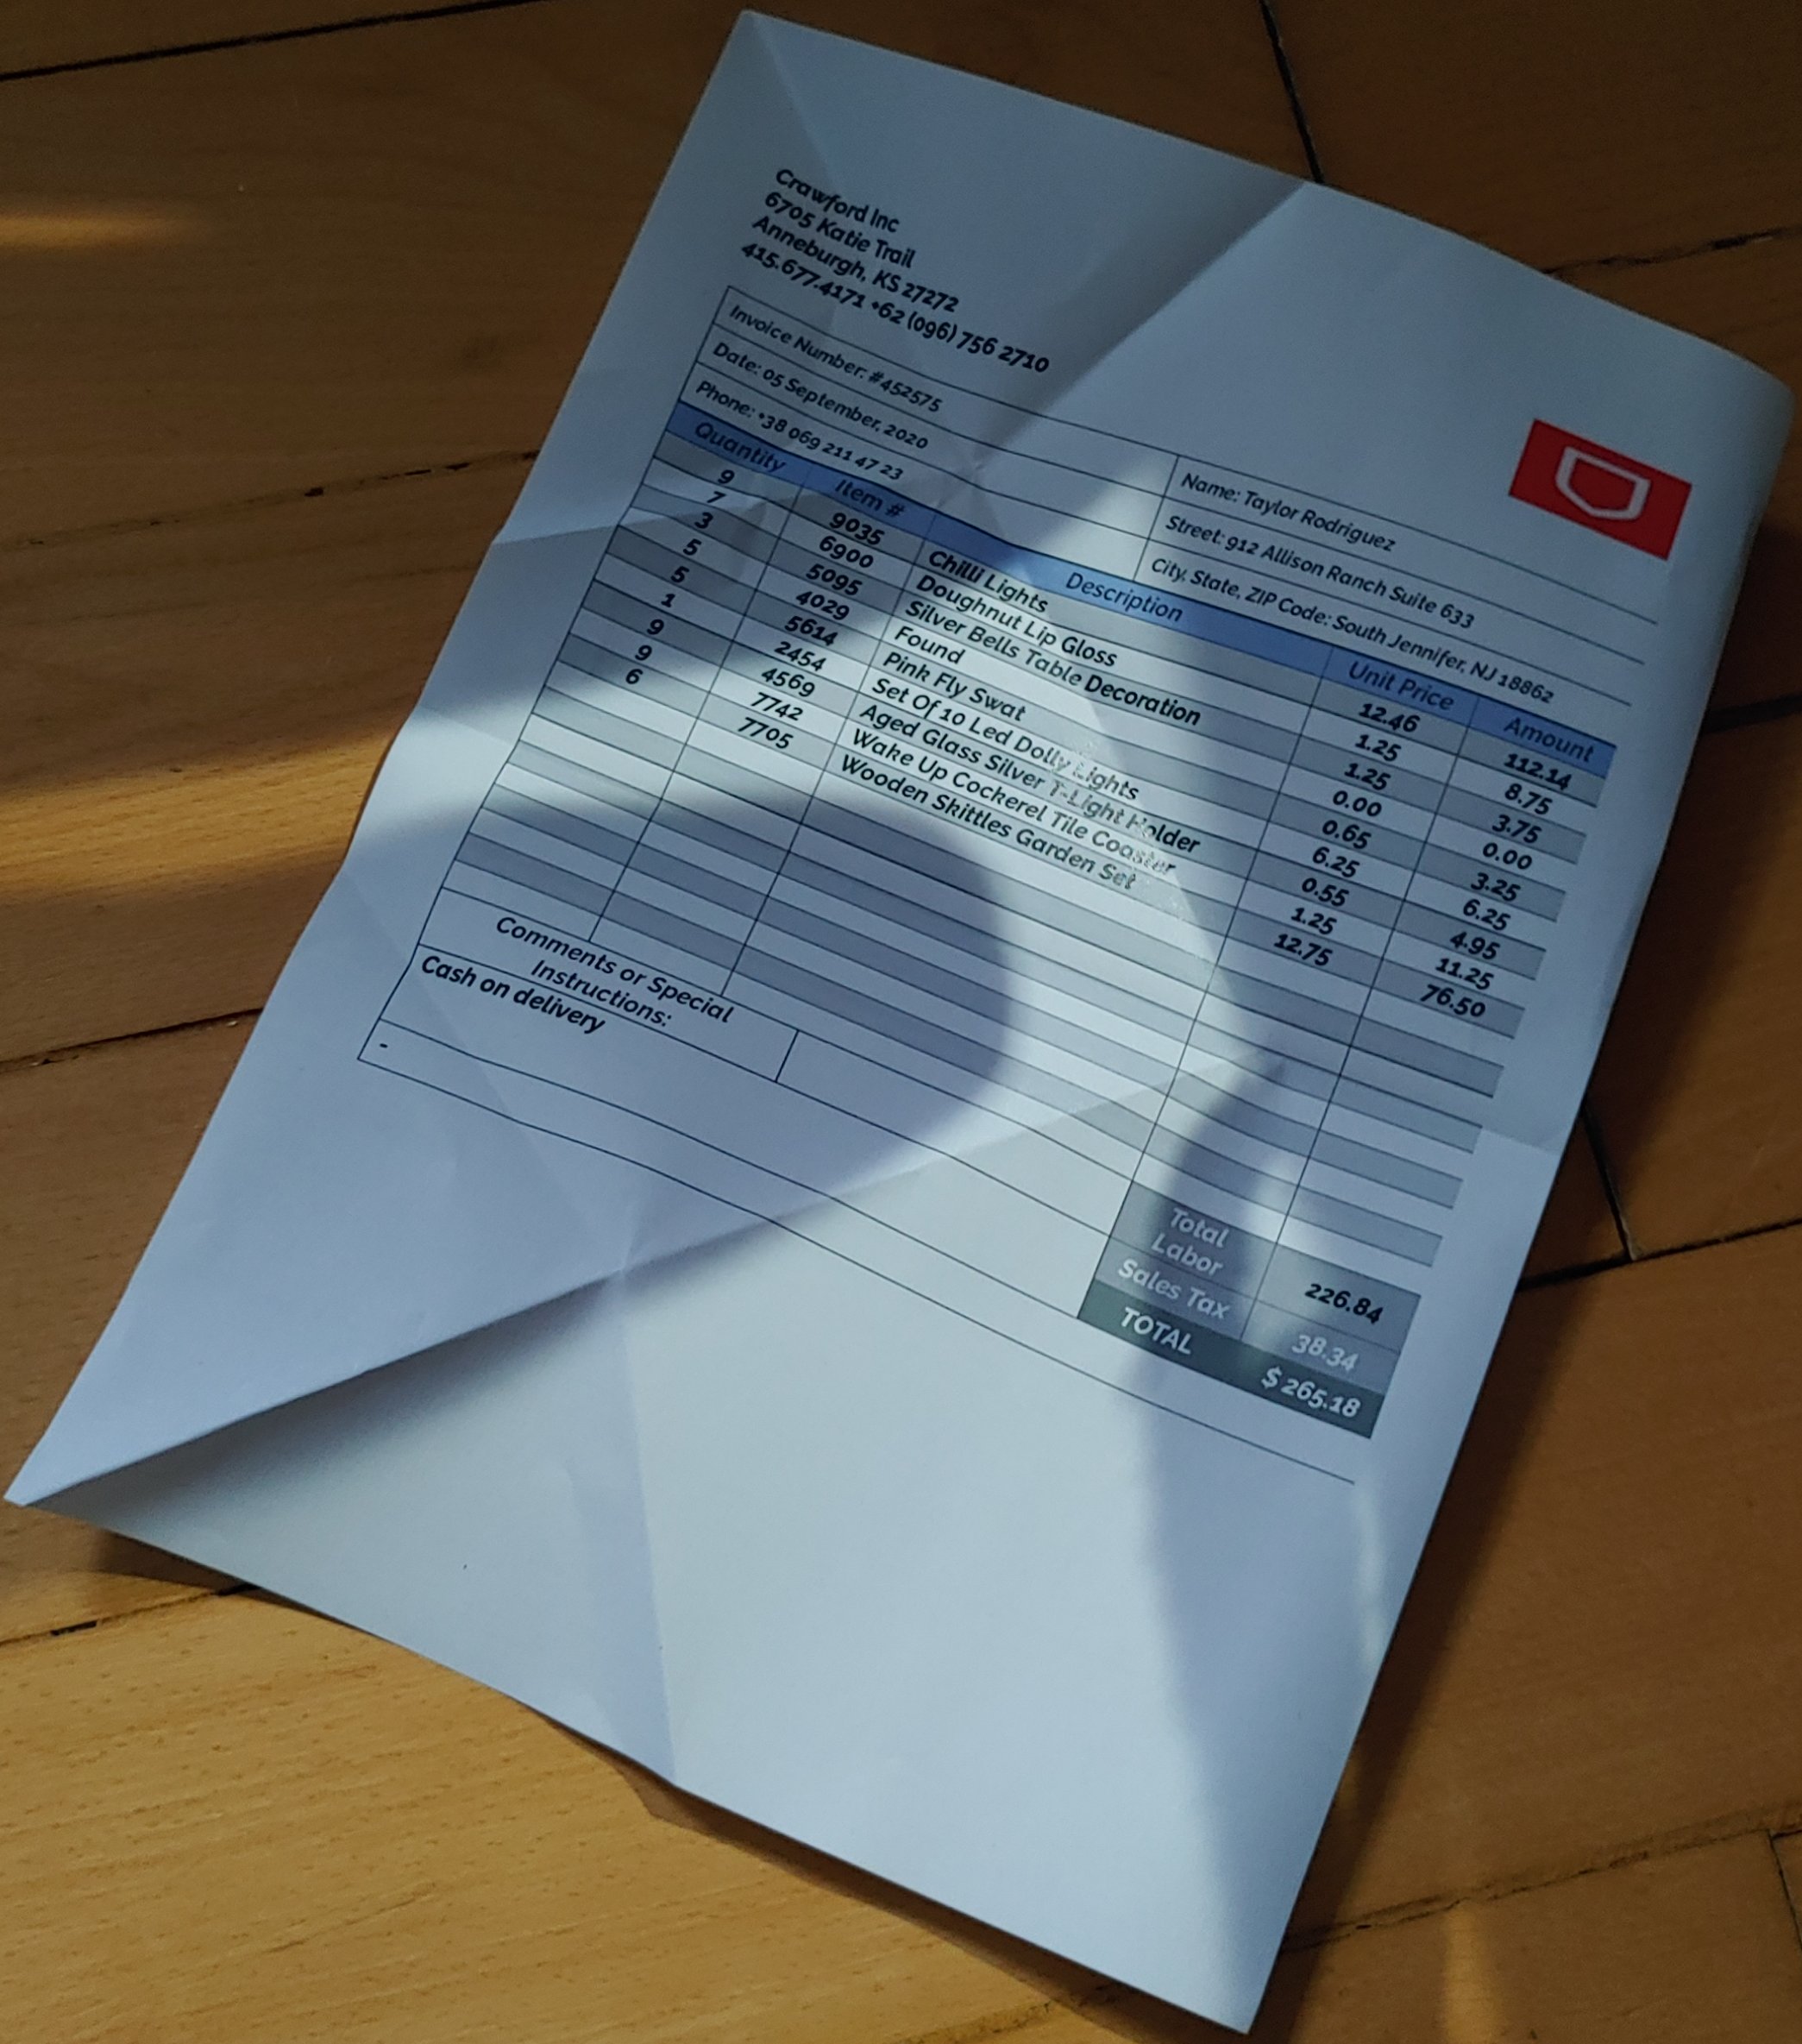 Crawford Inc
6705 Katie Trail
Anneburgh, KS 27272
415.677.4171 +62 (096) 756 2710
Invoice Number: #452575 Name: Taylor Rodriguez
Date: 05 September, 2020 Street: 912 Allison Ranch Suite 633
Phone: +38 069 211 47 23 City, State, ZIP Code: South Jennifer, NJ 18862
Quantity Item # Description Unit Price Amount
9 9035 Chilli Lights 12.46 112.14
7 6900 Doughnut Lip Gloss 1.25 8.75
3 5095 Silver Bells Table Decoration 1.25 3.75
5 4029 Found 0.00 0.00
5 5614 Pink Fly Swat 0.65 3.25
1 2454 Set Of 10 Led Dolly Lights 6.25 6.25
9 4569 Aged Glass Silver T-Light Holder 0.55 4.95
9 7742 Wake Up Cockerel Tile Coaster 1.25 11.25
6 7705 Wooden Skittles Garden Set 12.75 76.50
Comments or Special
Instructions:
Cash on delivery
-
Total
Labor 226.84
Sales Tax 38.34
TOTAL $ 265.18